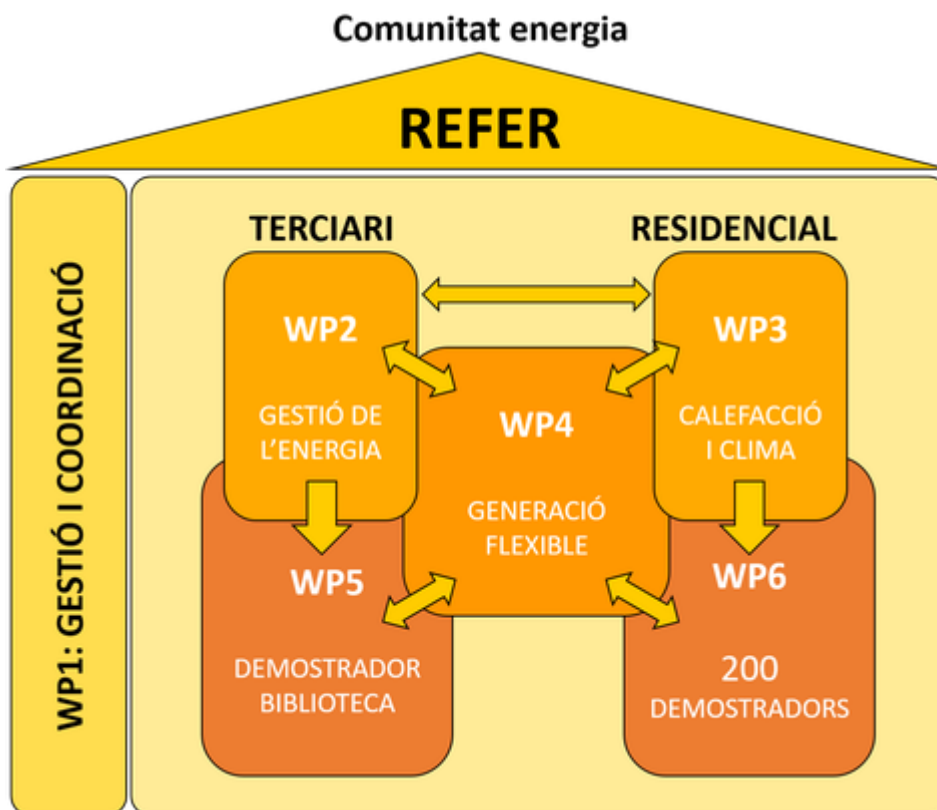 Comunitat energia
REFER
WP1: GESTIÓ I COORDINACIÓ
TERCIARI
RESIDENCIAL
WP2
GESTIÓ DE
L'ENERGIA
WP3
CALEFACCIÓ
I CLIMA
WP4
GENERACIÓ
FLEXIBLE
WP5
DEMOSTRADOR
BIBLIOTECA
WP6
200
DEMOSTRADORS